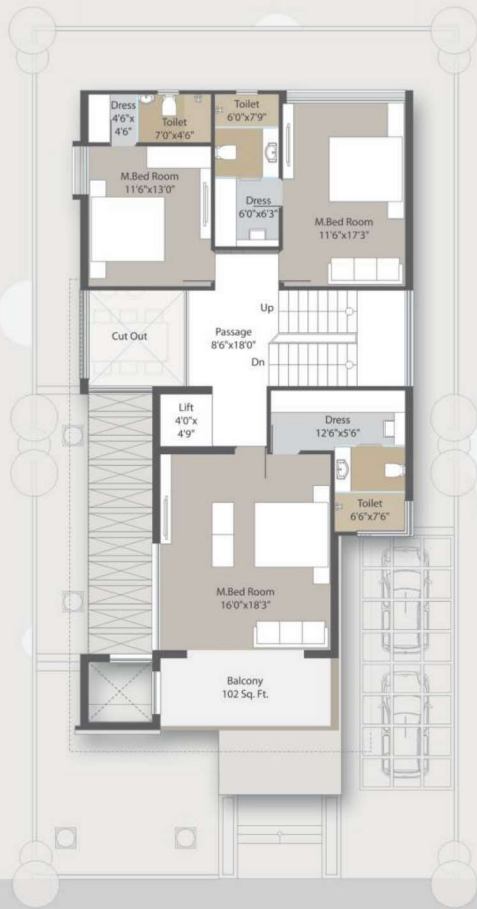 Dress
4'6"x
4'6"
Toilet
7'0"x4'6"
Toilet
6'0"x7'9"
M.Bed Room
11'6"x13'0"
Dress
6'0"x6'3"
M.Bed Room
11'6"x17'3"
Cut Out
Passage
8'6"x18'0"
Up
Dn
Lift
4'0"x
4'9"
Dress
12'6"x5'6"
Toilet
6'6"x7'6"
M.Bed Room
16'0"x18'3"
Balcony
102 Sq. Ft.